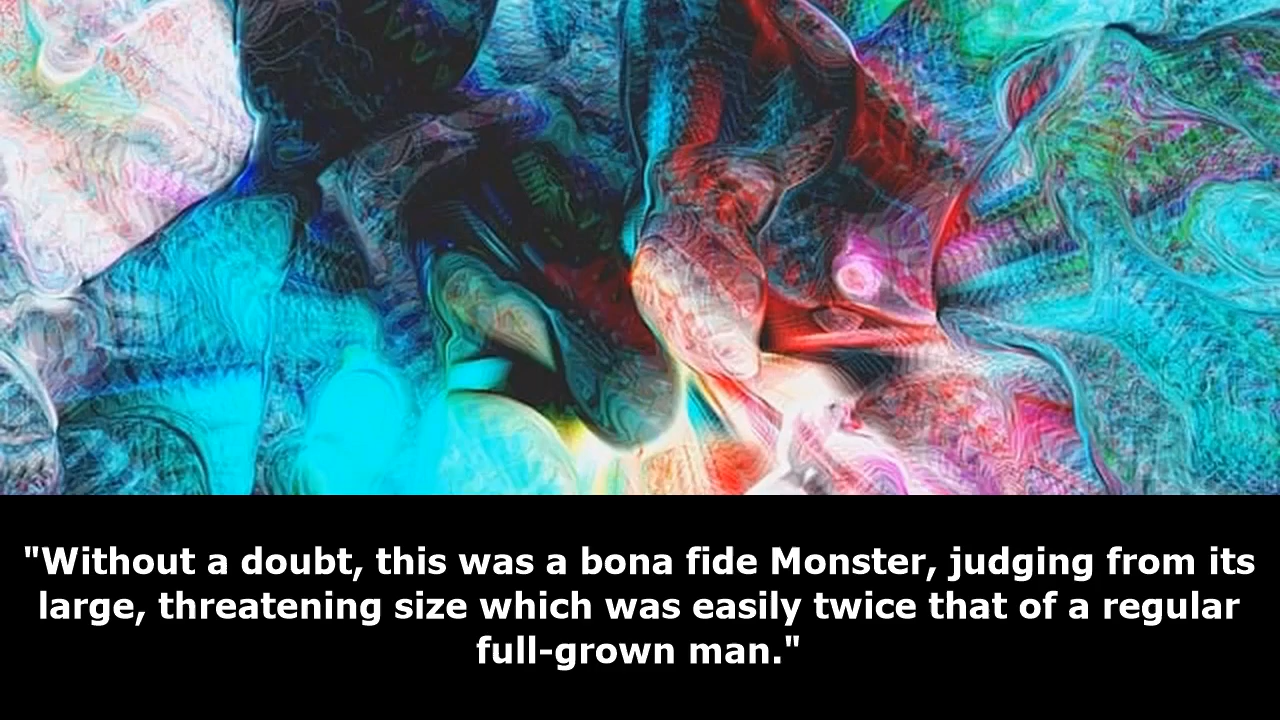 "Without a doubt, this was a bona fide Monster, judging from its
large, threatening size which was easily twice that of a regular
full-grown man."